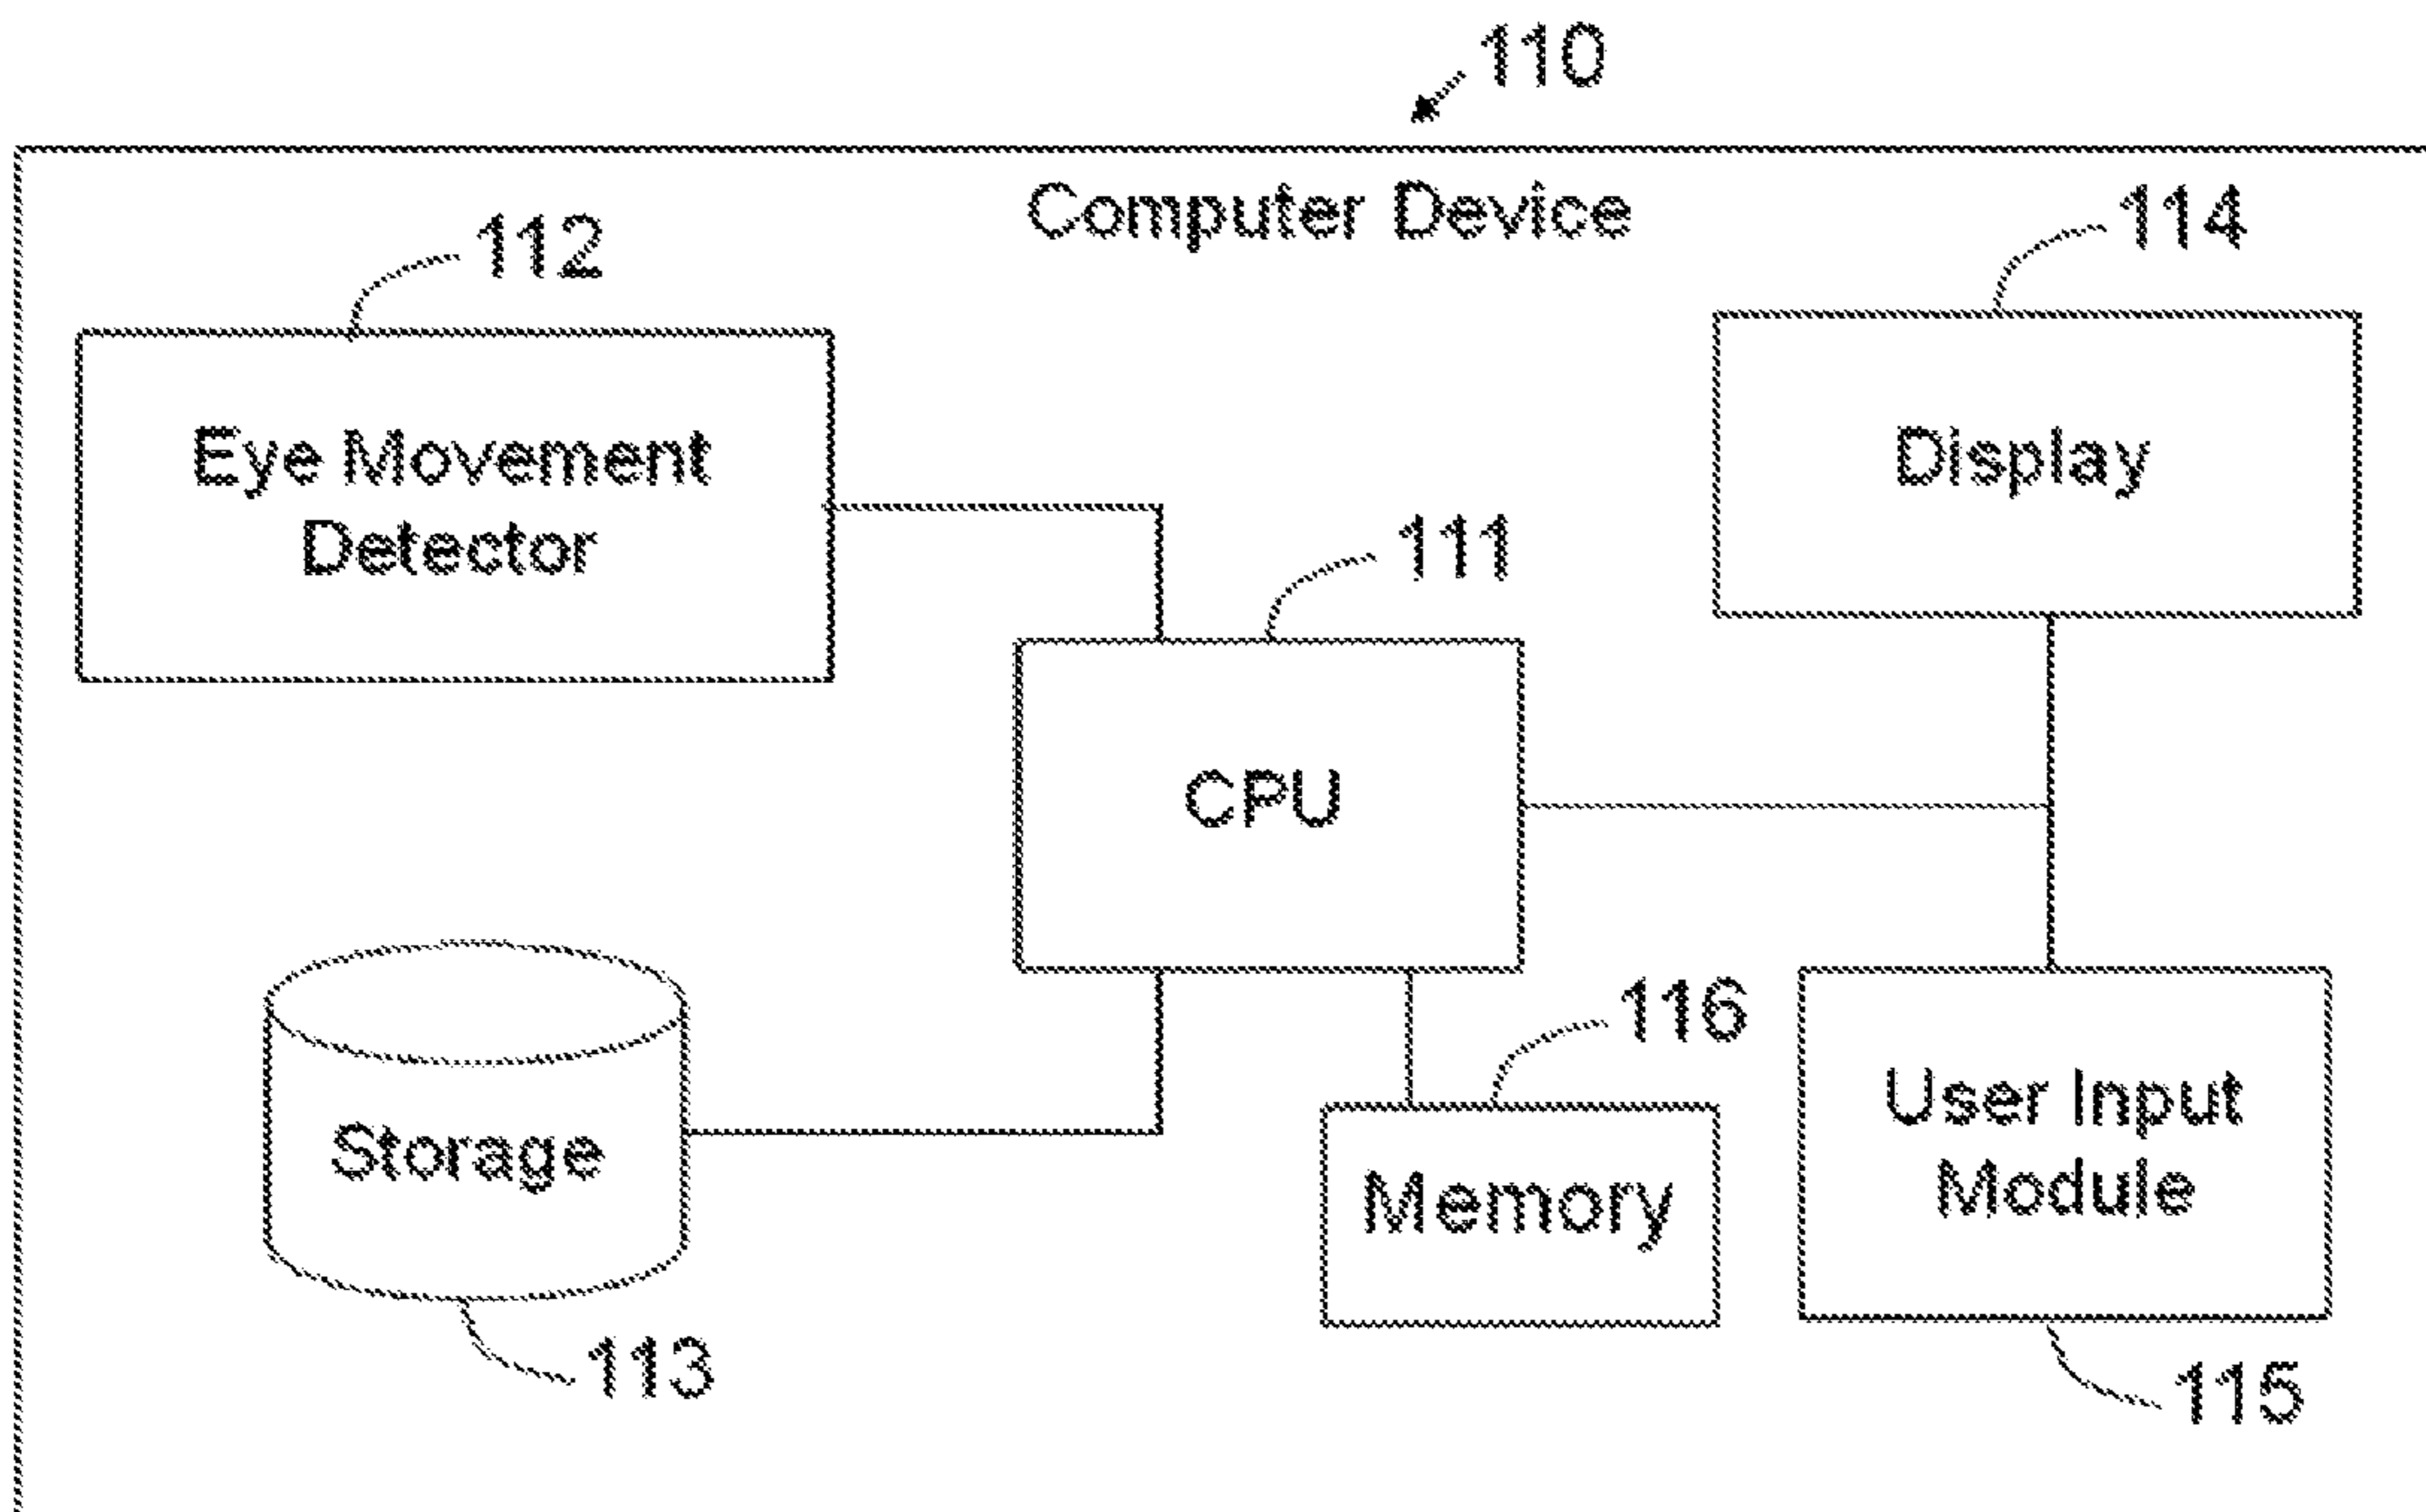 110
Computer Device
112
114
Eye Movement
Detector
Display
111
CPU
116
Storage
Memory
User Input
Module
113
115